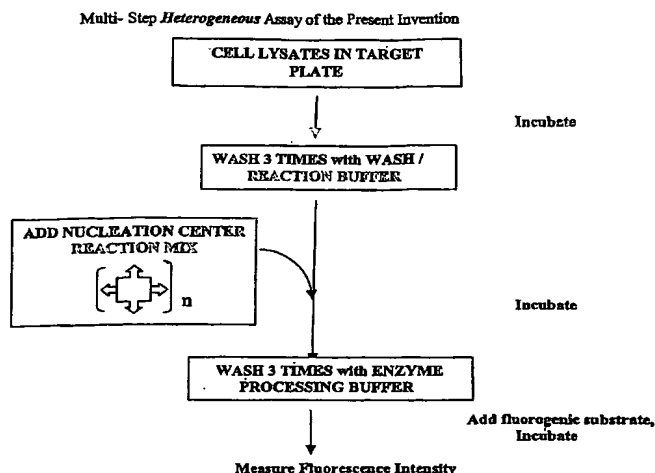 Multi- Step Heterogeneous Assay of the Present Invention
CELL LYSATES IN TARGET
PLATE
Incubate
WASH 3 TIMES with WASH /
REACTION BUFFER
ADD NUCLEATION CENTER
REACTION MIX
n
Incubate
WASH 3 TIMES with ENZYME
PROCESSING BUFFER
Add fluorogenic substrate,
Incubate
Measure Fluorescence Intensity